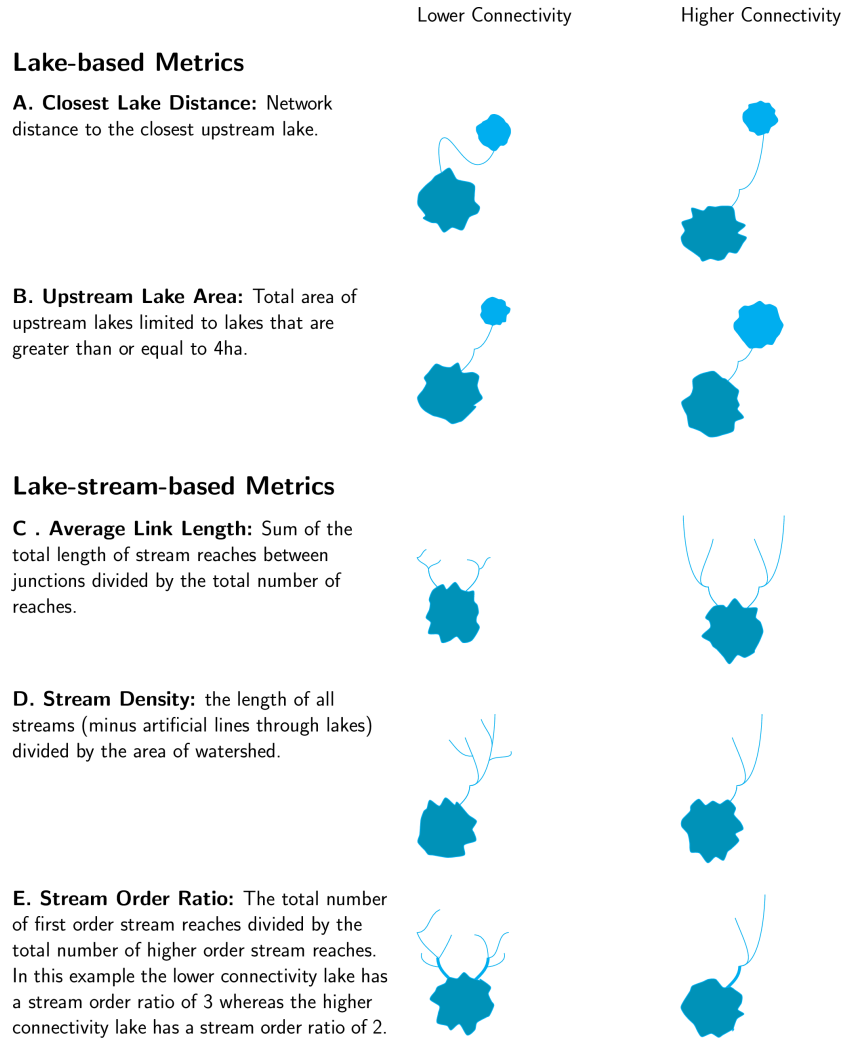 Lower Connectivity
Higher Connectivity
Lake-based Metrics
A. Closest Lake Distance: Network
distance to the closest upstream lake.
B. Upstream Lake Area: Total area of
upstream lakes limited to lakes that are
greater than or equal to 4ha.
Lake-stream-based Metrics
C . Average Link Length: Sum of the
total length of stream reaches between
junctions divided by the total number of
reaches.
D. Stream Density: the length of all
streams (minus artificial lines through lakes)
divided by the area of watershed.
E. Stream Order Ratio: The total number
of first order stream reaches divided by the
total number of higher order stream reaches.
In this example the lower connectivity lake has
a stream order ratio of 3 whereas the higher
connectivity lake has a stream order ratio of 2.